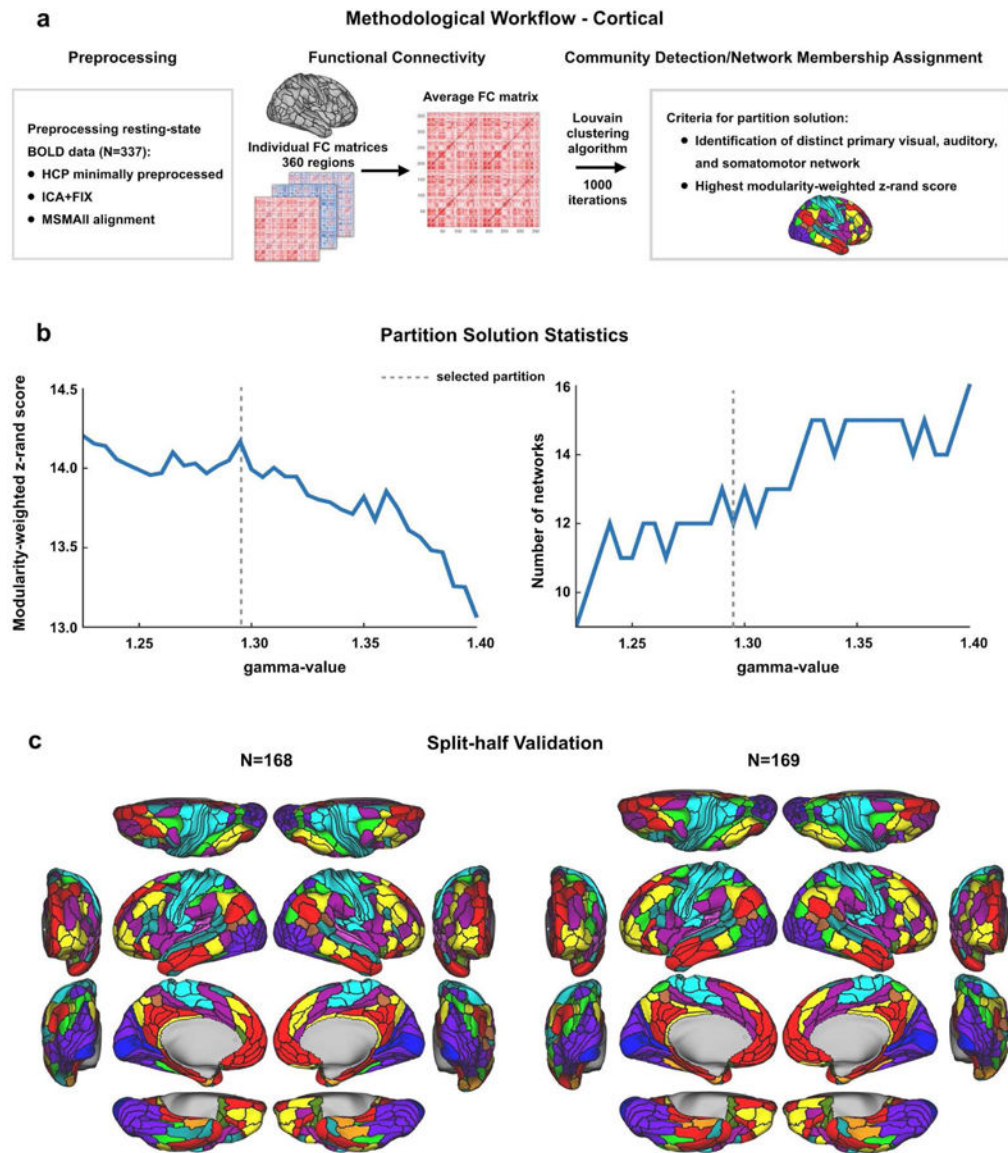 a
Methodological Workflow - Cortical
Preprocessing
Functional Connectivity
Community Detection/Network Membership Assignment
Preprocessing resting-state
BOLD data (N=337):
● HCP minimally preprocessed
● ICA+FIX
● MSMAll alignment
Individual FC matrices
360 regions
Average FC matrix
Louvain
clustering
algorithm
1000
iterations
Criteria for partition solution:
● Identification of distinct primary visual, auditory,
and somatomotor network
● Highest modularity-weighted z-rand score
b
Partition Solution Statistics
selected partition
Modularity-weighted z-rand score
14.5
14.0
13.5
13.0
1.25
1.30
1.35
1.40
gamma-value
Number of networks
16
14
12
10
1.25
1.30
1.35
1.40
gamma-value
c
Split-half Validation
N=168
N=169